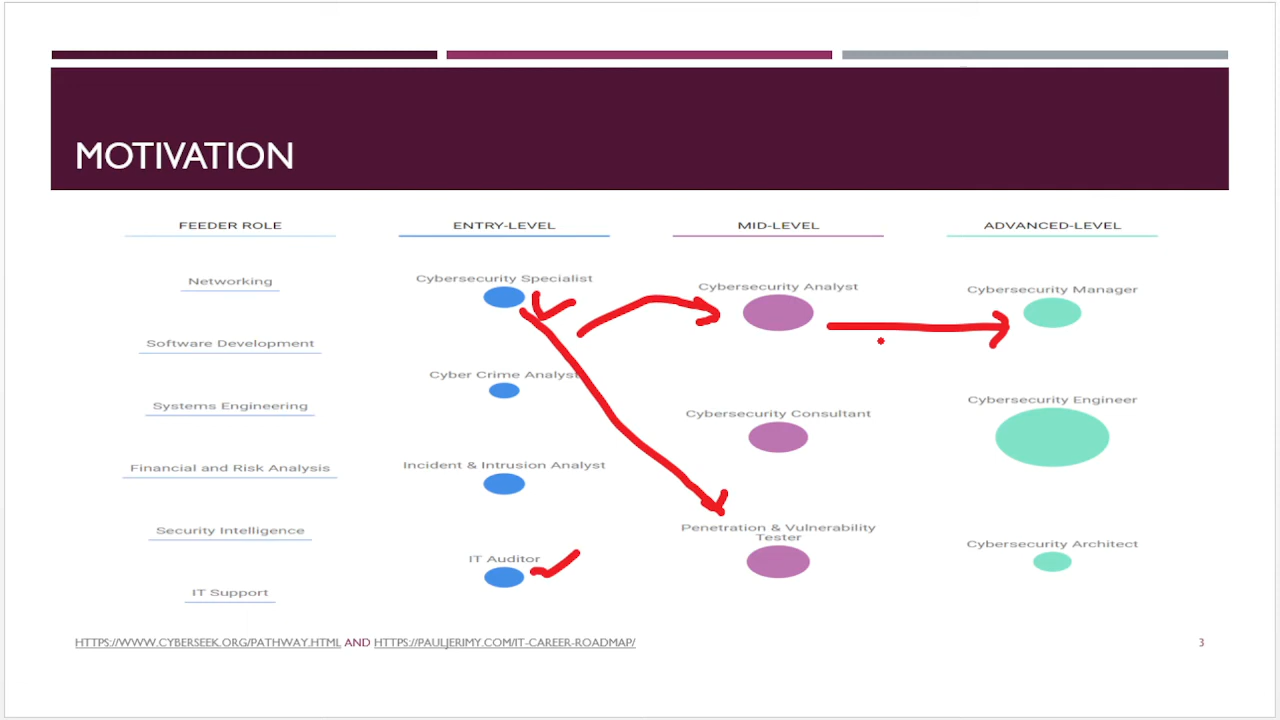 MOTIVATION
FEEDER ROLE
Networking
Software Development
Systems Engineering
Financial and Risk Analysis
Security Intelligence
IT Support
ENTRY-LEVEL
Cybersecurity Specialist
Cyber Crime Analyst
Incident & Intrusion Analyst
IT Auditor
MID-LEVEL
Cybersecurity Analyst
Cybersecurity Consultant
Penetration & Vulnerability
Tester
ADVANCED-LEVEL
Cybersecurity Manager
Cybersecurity Engineer
Cybersecurity Architect
HTTPS://WWW.CYBERSEEK.ORG/PATHWAY.HTML AND HTTPS://PAULJERIMY.COM/IT-CAREER-ROADMAP/
3